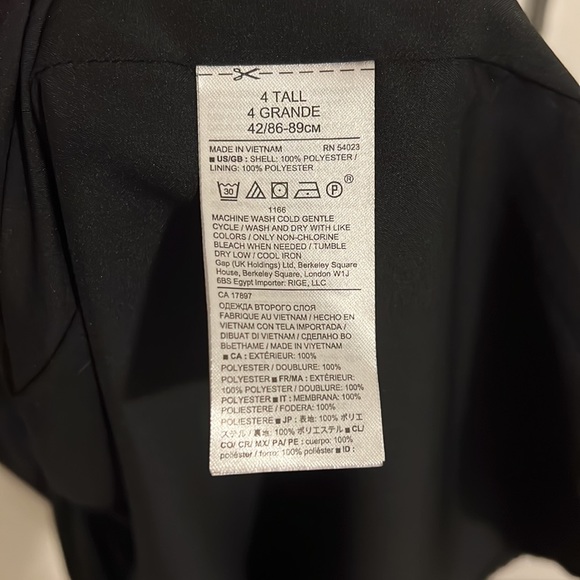 4 TALL
4 GRANDE
42/86-89CM
MADE IN VIETNAM RN 54023
■ US/GB : SHELL: 100% POLYESTER /
LINING: 100% POLYESTER
30 P ®
1166
MACHINE WASH COLD GENTLE
CYCLE / WASH AND DRY WITH LIKE
COLORS / ONLY NON-CHLORINE
BLEACH WHEN NEEDED / TUMBLE
DRY LOW / COOL IRON
Gap (UK Holdings) Ltd, Berkeley Square
House, Berkeley Square, London W1J
6BS Egypt Importer: RIGE, LLC
CA 17897
ОДЕЖДА ВТОРОГО СЛОЯ
FABRIQUÉ AU VIETNAM / HECHO EN
VIETNAM CON TELA IMPORTADA /
DIBUAT DI VIETNAM / СДЕЛАНО ВО
ВЬЕТНАМЕ / MADE IN VIYETNAM
■ CA : EXTÉRIEUR: 100%
POLYESTER / DOUBLURE: 100%
POLYESTER ■ FR/MA : EXTÉRIEUR:
100% POLYESTER / DOUBLURE: 100%
POLYESTER ■ IT : MEMBRANA: 100%
POLIESTERE / FODERA: 100%
POLIESTERE ■ JP : 表地: 100% ポリエ
ステル / 裏地: 100% ポリエステル ■ CL/
CO/ CR/ MX/ PA/ PE : cuerpo: 100%
poliéster / forro: 100% poliéster ■ ID :